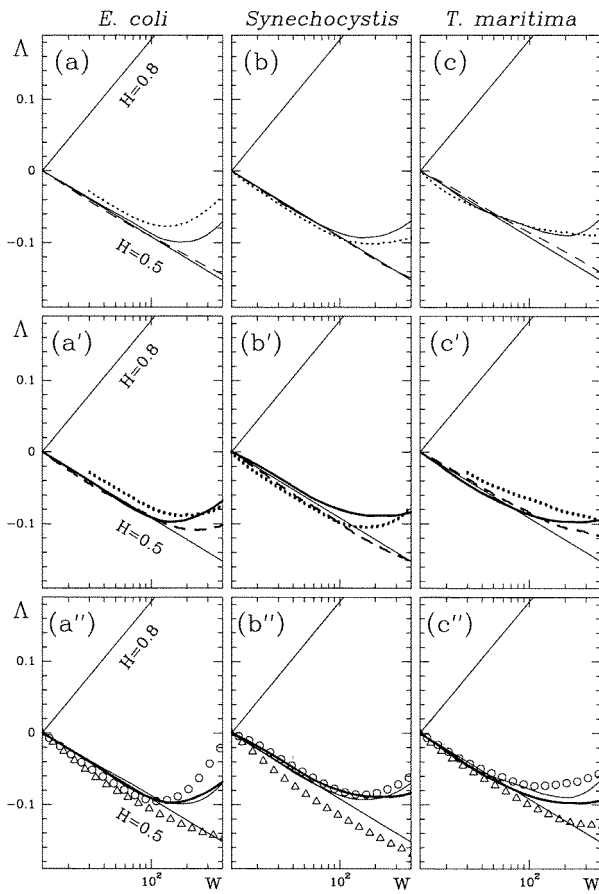 E. coli Synechocystis T. maritima
Λ (a) (b) (c)
H=0.8
0.1
0
-0.1
H=0.5
Λ (a') (b') (c')
H=0.8
0.1
0
-0.1
H=0.5
Λ (a'') (b'') (c'')
H=0.8
0.1
0
-0.1
H=0.5
10² W 10² W 10² W